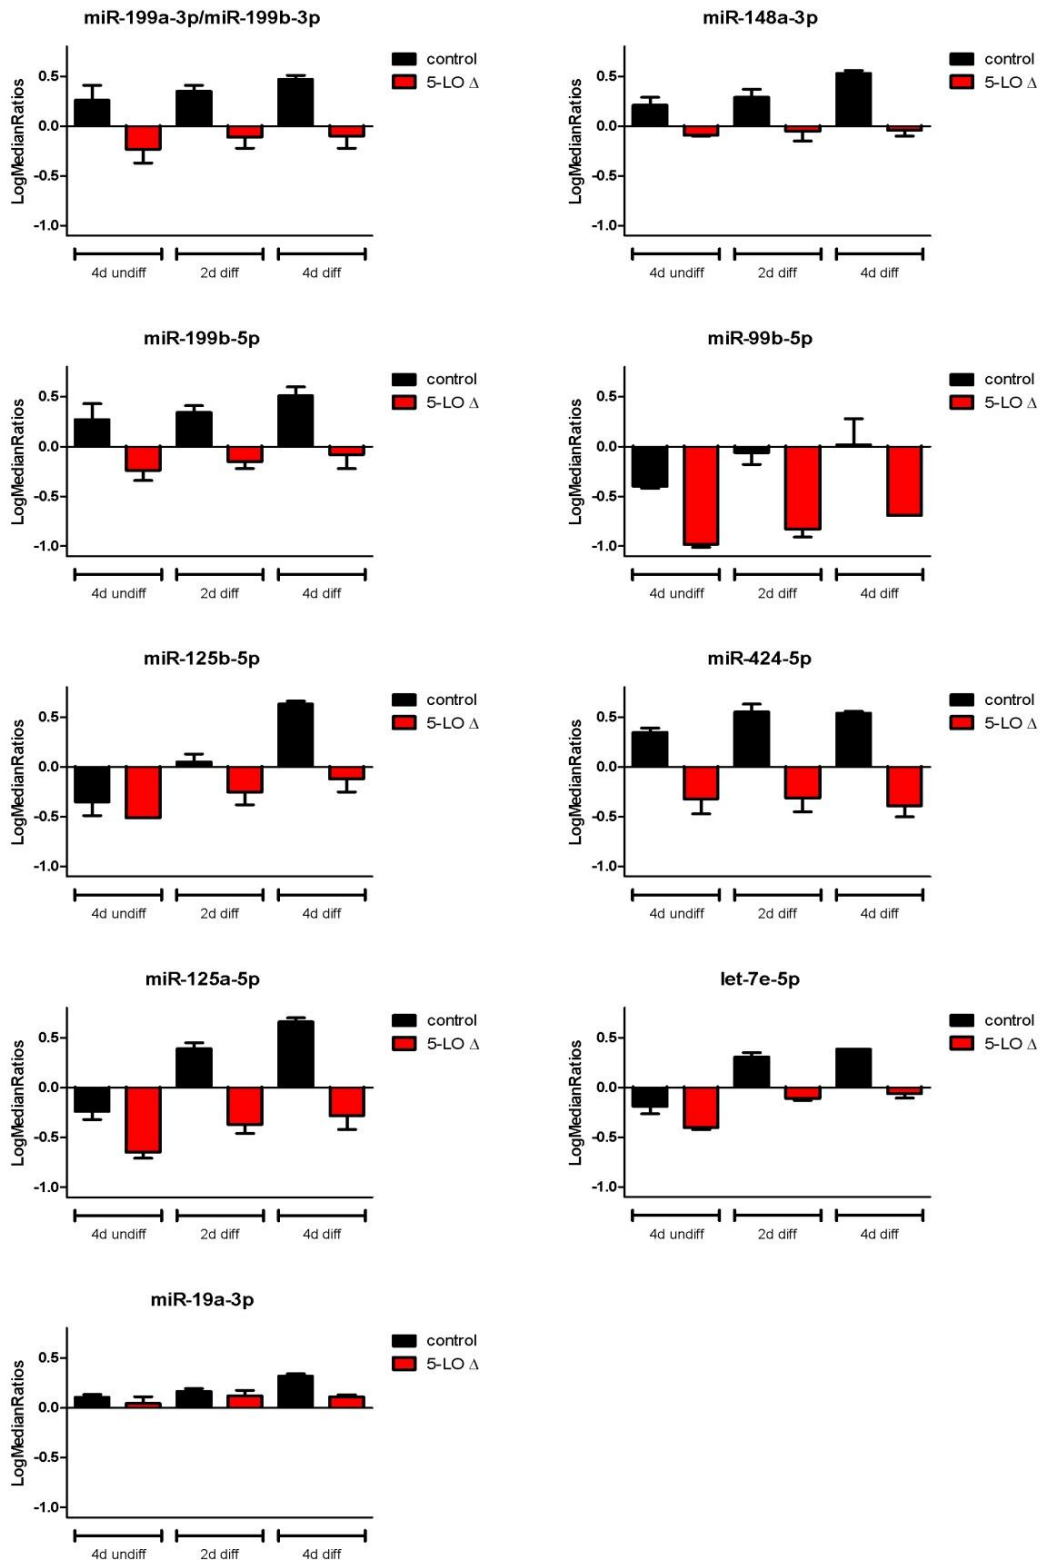 miR-199a-3p/miR-199b-3p
LogMedianRatios
0.5
0.0
-0.5
-1.0
control
5-LO Δ
4d undiff 2d diff 4d diff
miR-148a-3p
LogMedianRatios
0.5
0.0
-0.5
-1.0
control
5-LO Δ
4d undiff 2d diff 4d diff
miR-199b-5p
LogMedianRatios
0.5
0.0
-0.5
-1.0
control
5-LO Δ
4d undiff 2d diff 4d diff
miR-99b-5p
LogMedianRatios
0.5
0.0
-0.5
-1.0
control
5-LO Δ
4d undiff 2d diff 4d diff
miR-125b-5p
LogMedianRatios
0.5
0.0
-0.5
-1.0
control
5-LO Δ
4d undiff 2d diff 4d diff
miR-424-5p
LogMedianRatios
0.5
0.0
-0.5
-1.0
control
5-LO Δ
4d undiff 2d diff 4d diff
miR-125a-5p
LogMedianRatios
0.5
0.0
-0.5
-1.0
control
5-LO Δ
4d undiff 2d diff 4d diff
let-7e-5p
LogMedianRatios
0.5
0.0
-0.5
-1.0
control
5-LO Δ
4d undiff 2d diff 4d diff
miR-19a-3p
LogMedianRatios
0.5
0.0
-0.5
-1.0
control
5-LO Δ
4d undiff 2d diff 4d diff